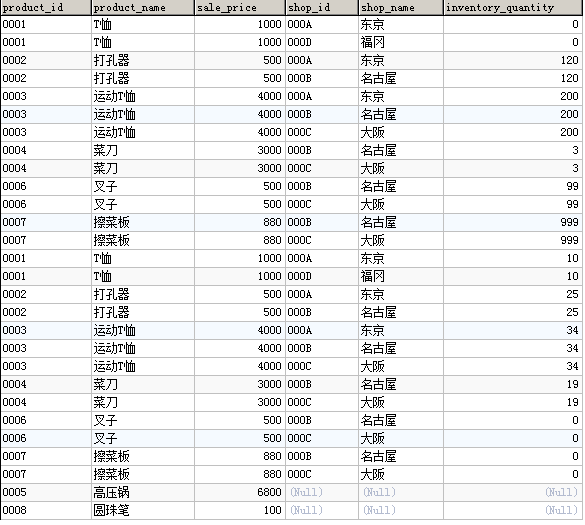 product_id product_name sale_price shop_id shop_name inventory_quantity
0001 T恤 1000 000A 东京 0
0001 T恤 1000 000D 福冈 0
0002 打孔器 500 000A 东京 120
0002 打孔器 500 000B 名古屋 120
0003 运动T恤 4000 000A 东京 200
0003 运动T恤 4000 000B 名古屋 200
0003 运动T恤 4000 000C 大阪 200
0004 菜刀 3000 000B 名古屋 3
0004 菜刀 3000 000C 大阪 3
0006 叉子 500 000B 名古屋 99
0006 叉子 500 000C 大阪 99
0007 擦菜板 880 000B 名古屋 999
0007 擦菜板 880 000C 大阪 999
0001 T恤 1000 000A 东京 10
0001 T恤 1000 000D 福冈 10
0002 打孔器 500 000A 东京 25
0002 打孔器 500 000B 名古屋 25
0003 运动T恤 4000 000A 东京 34
0003 运动T恤 4000 000B 名古屋 34
0003 运动T恤 4000 000C 大阪 34
0004 菜刀 3000 000B 名古屋 19
0004 菜刀 3000 000C 大阪 19
0006 叉子 500 000B 名古屋 0
0006 叉子 500 000C 大阪 0
0007 擦菜板 880 000B 名古屋 0
0007 擦菜板 880 000C 大阪 0
0005 高压锅 6800 (Null) (Null) (Null)
0008 圆珠笔 100 (Null) (Null) (Null)